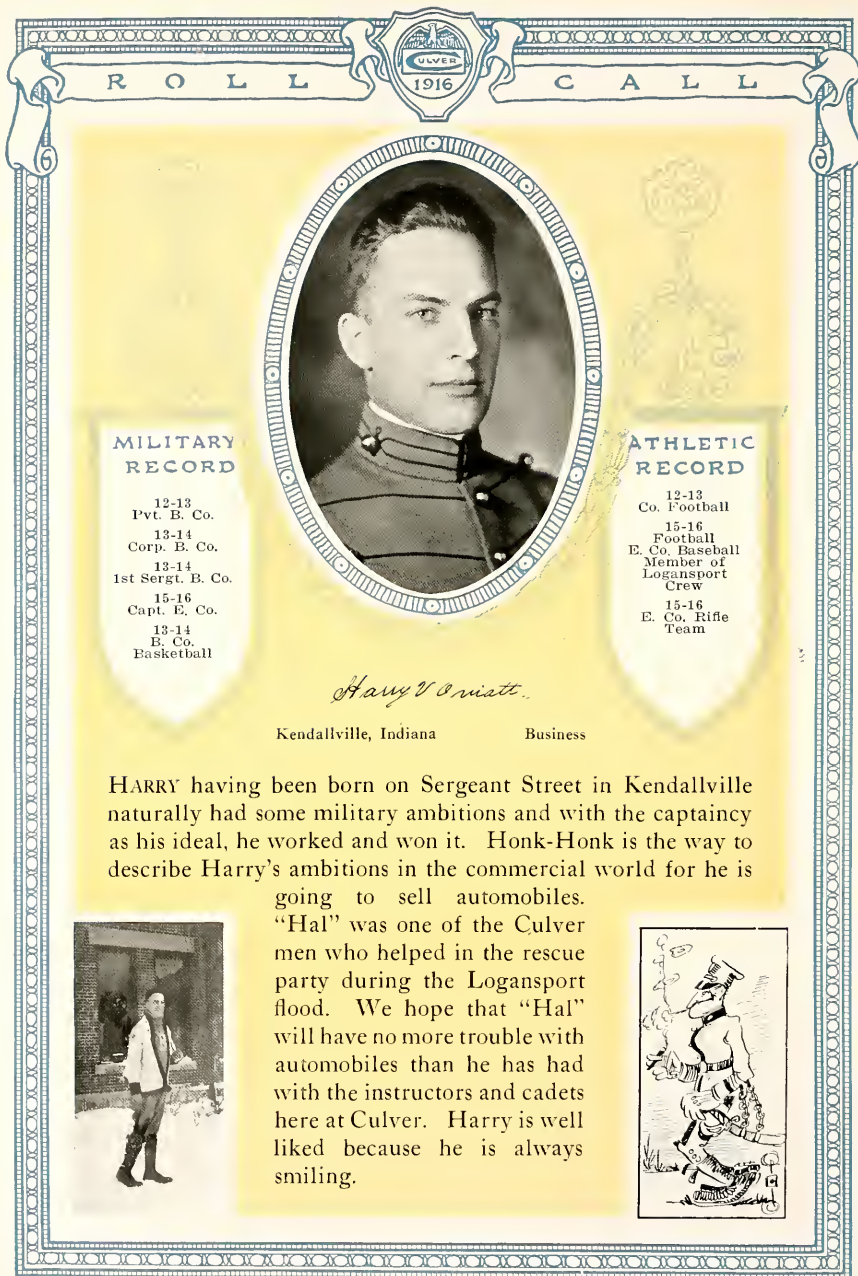 ROLL CALL
CULVER
1916
MILITARY
RECORD
12-13
Pvt. B. Co.
13-14
Corp. B. Co.
13-14
1st Sergt. B. Co.
15-16
Capt. E. Co.
13-14
B. Co.
Basketball
ATHLETIC
RECORD
12-13
Co. Football
15-16
Football
E. Co. Baseball
Member of
Logansport
Crew
15-16
E. Co. Rifle
Team
Harry V Oviatt.
Kendallville, Indiana Business
HARRY having been born on Sergeant Street in Kendallville
naturally had some military ambitions and with the captaincy
as his ideal, he worked and won it. Honk-Honk is the way to
describe Harry's ambitions in the commercial world for he is
going to sell automobiles.
“Hal” was one of the Culver
men who helped in the rescue
party during the Logansport
flood. We hope that “Hal”
will have no more trouble with
automobiles than he has had
with the instructors and cadets
here at Culver. Harry is well
liked because he is always
smiling.